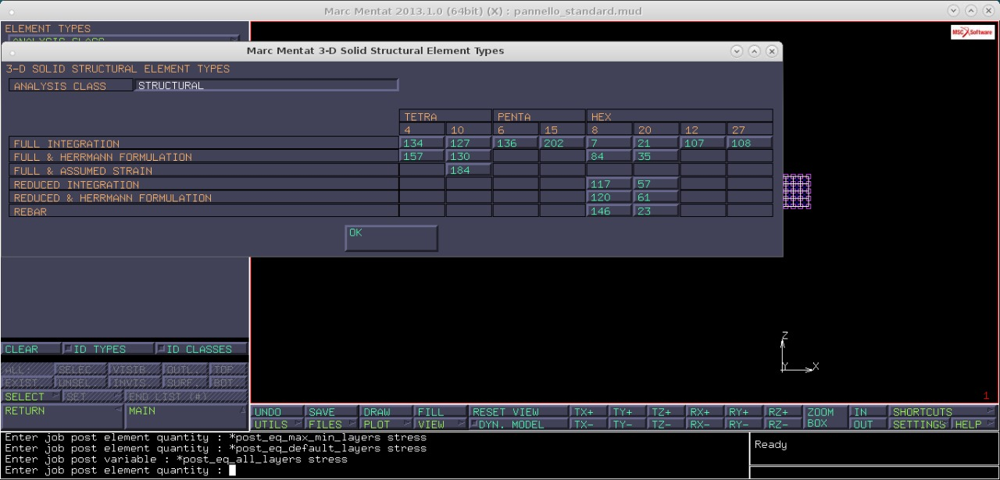 Marc Mentat 2013.1.0 (64bit) (X) : pannello_standard.mud
ELEMENT TYPES
ANALYSIS CLASS
MSC Software
Marc Mentat 3-D Solid Structural Element Types
3-D SOLID STRUCTURAL ELEMENT TYPES
ANALYSIS CLASS STRUCTURAL
TETRA PENTA HEX
4 10 6 15 8 20 12 27
FULL INTEGRATION 134 127 136 202 7 21 107 108
FULL & HERRMANN FORMULATION 157 130 84 35
FULL & ASSUMED STRAIN 184
REDUCED INTEGRATION 117 57
REDUCED & HERRMANN FORMULATION 120 61
REBAR 146 23
OK
Z
Y X
1
CLEAR ID TYPES ID CLASSES
ALL: SELEC. VISIB. OUTL. TOP
EXIST. UNSEL. INVIS. SURF. BOT.
SELECT SET END LIST (#)
RETURN MAIN
UNDO SAVE DRAW FILL RESET VIEW TX+ TY+ TZ+ RX+ RY+ RZ+ ZOOM IN SHORTCUTS
UTILS FILES PLOT VIEW DYN. MODEL TX- TY- TZ- RX- RY- RZ- BOX OUT SETTINGS HELP
Enter job post element quantity : *post_eq_max_min_layers stress
Enter job post element quantity : *post_eq_default_layers stress
Enter job post variable : *post_eq_all_layers stress
Enter job post element quantity :
Ready